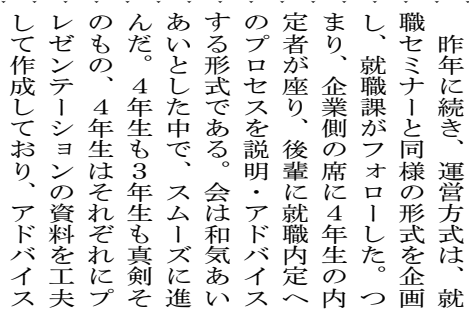 昨年に続き、運営方式は、就
職セミナーと同様の形式を企画
し、就職課がフォローした。つ
まり、企業側の席に4年生の内
定者が座り、後輩に就職内定へ
のプロセスを説明・アドバイス
する形式である。会は和気あい
あいとした中で、スムーズに進
んだ。4年生も3年生も真剣そ
のもの、4年生はそれぞれにプ
レゼンテーションの資料を工夫
して作成しており、アドバイス